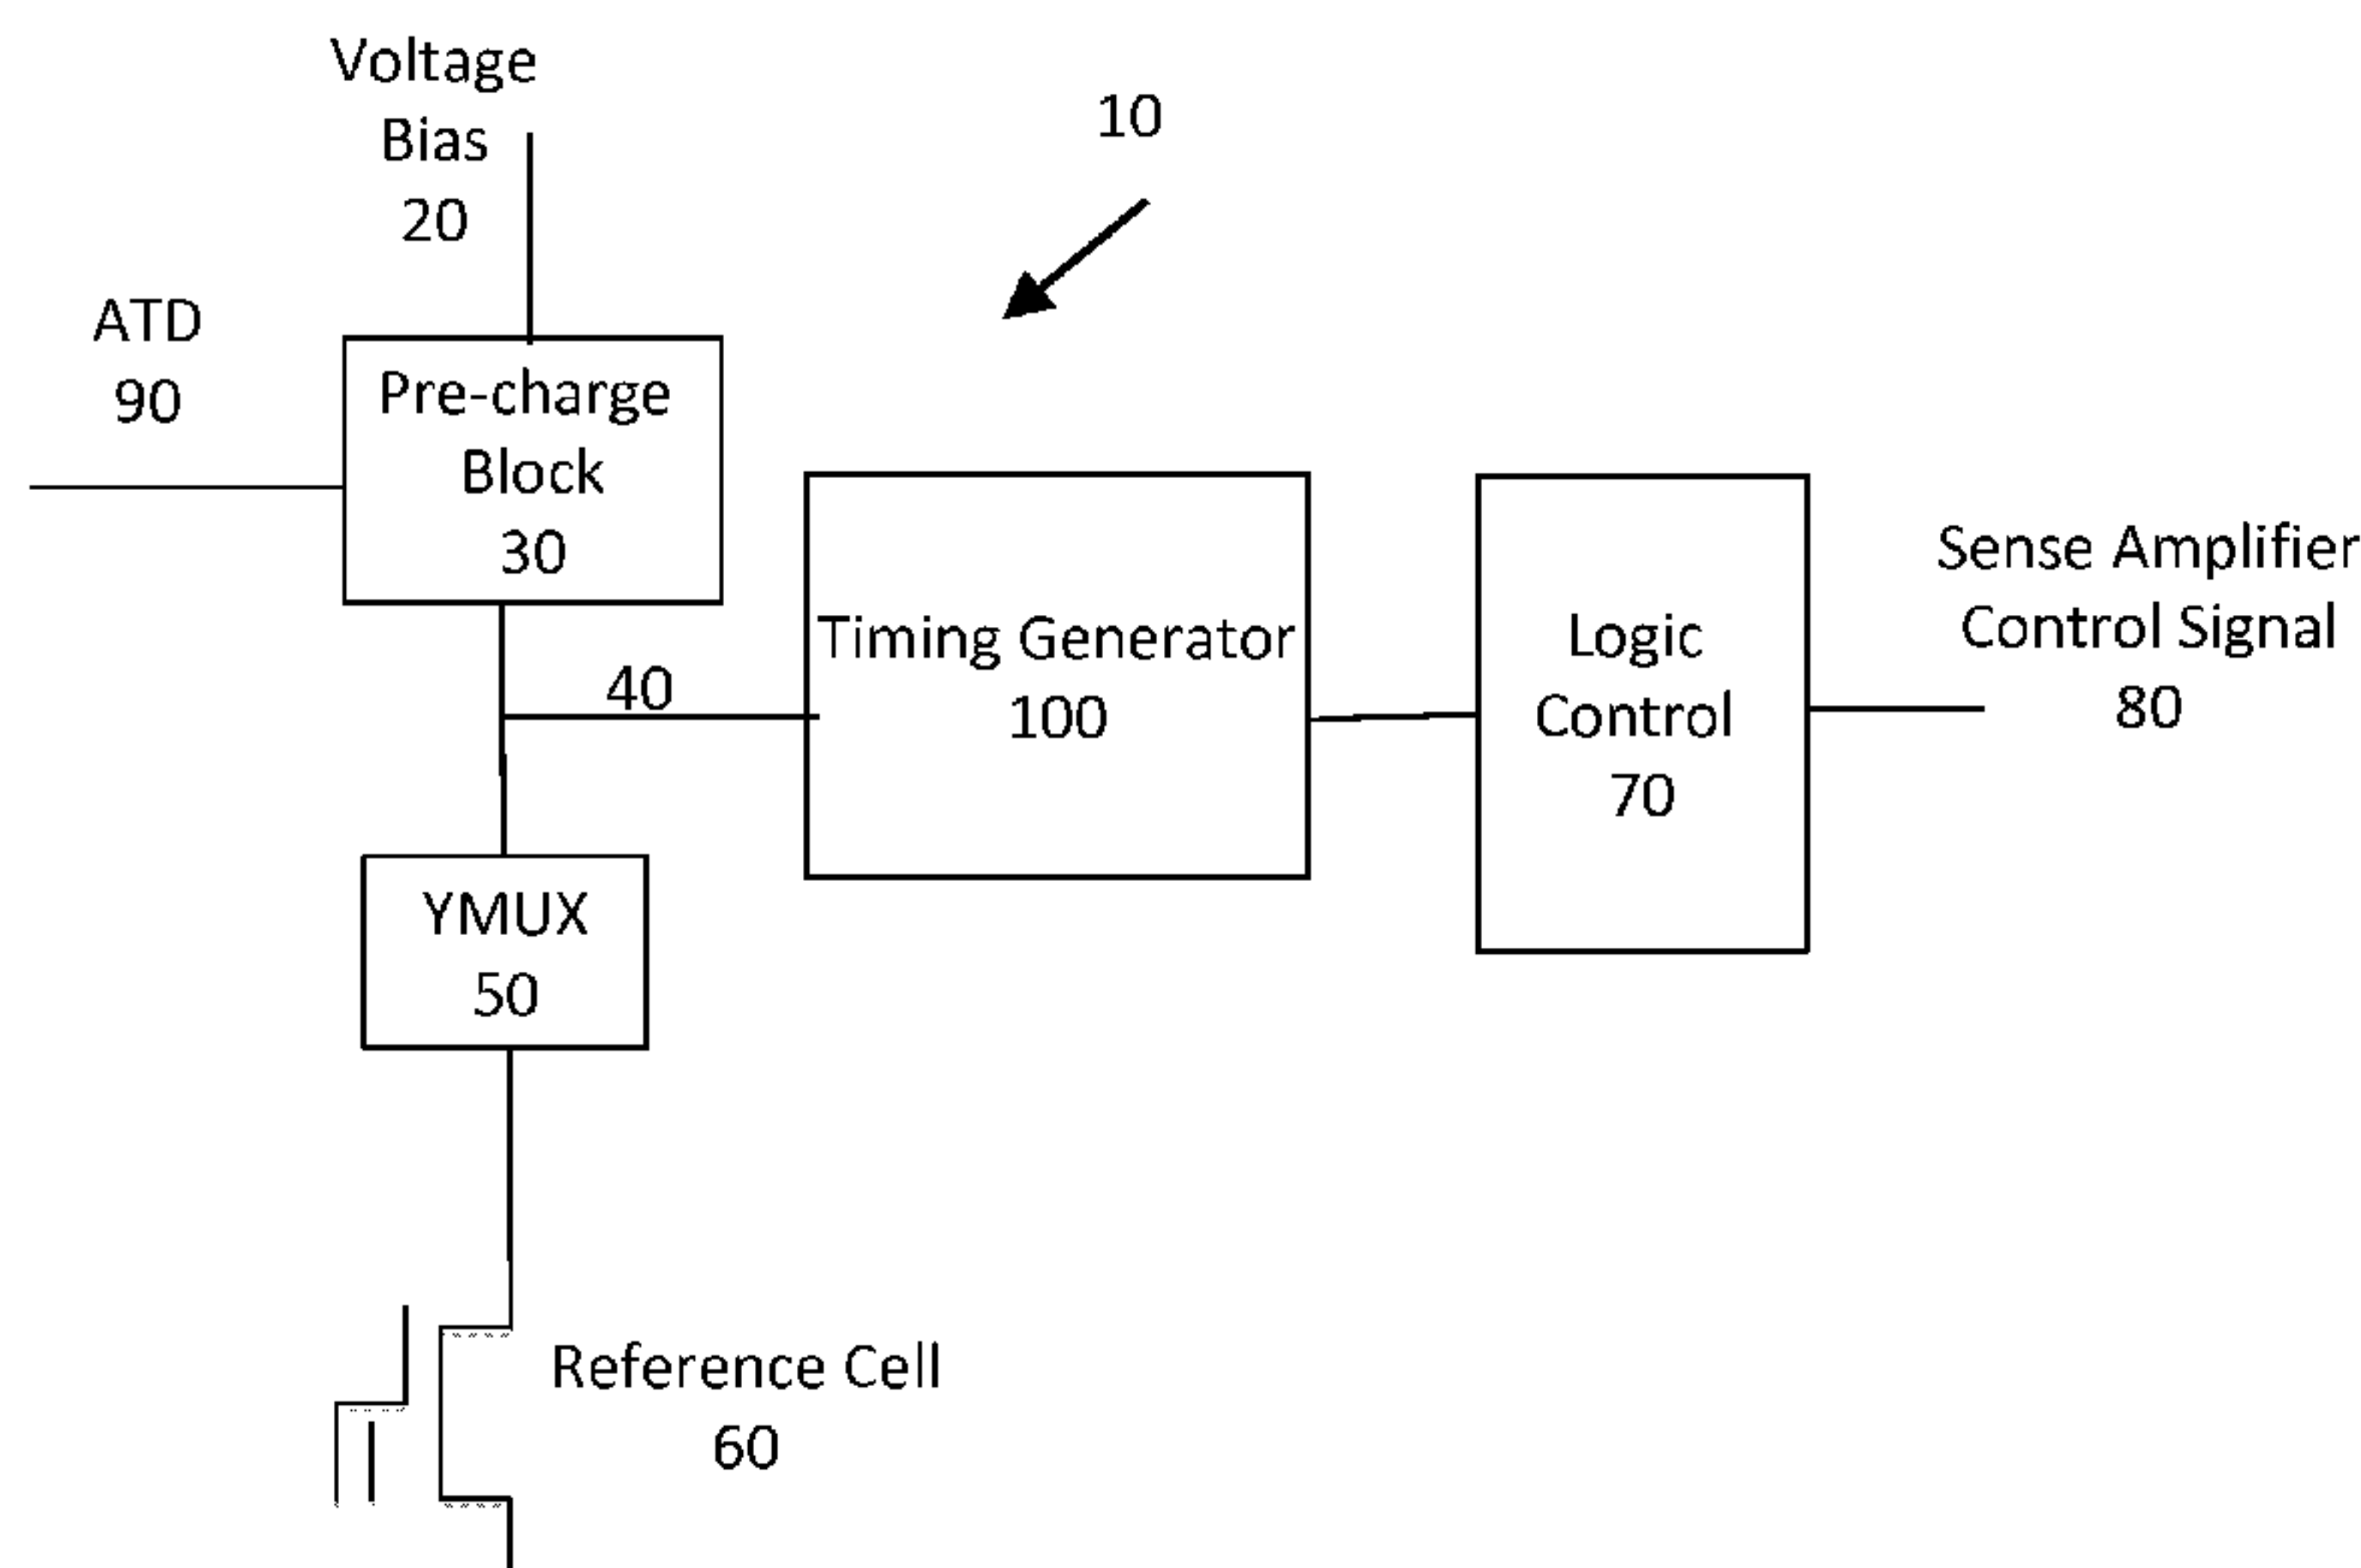 Voltage
Bias
20
10
ATD
90
Pre-charge
Block
30
40
Timing Generator
100
Logic
Control
70
Sense Amplifier
Control Signal
80
YMUX
50
Reference Cell
60